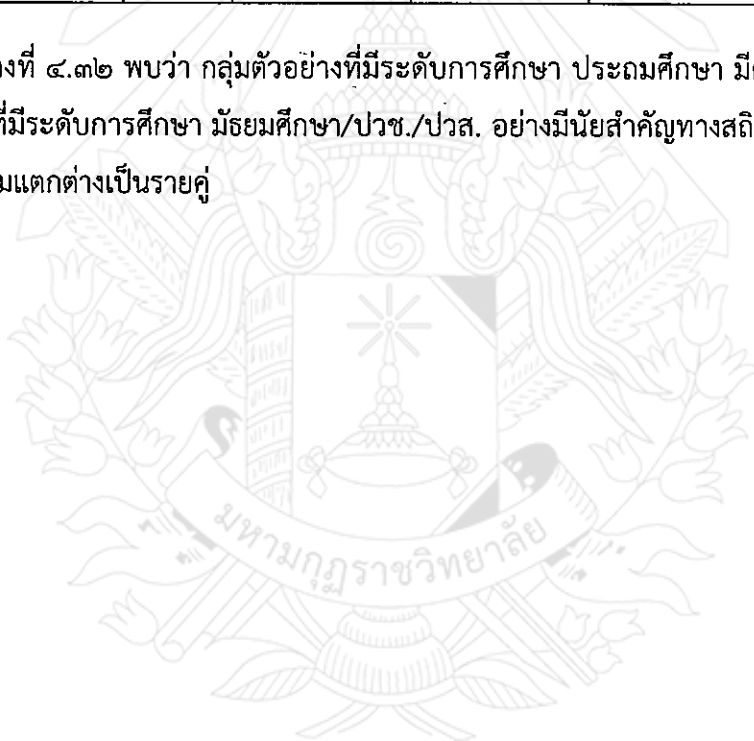 งที่ ๔.๓๒ พบว่า กลุ่มตัวอย่างที่มีระดับการศึกษา ประถมศึกษา มี
ที่มีระดับการศึกษา มัธยมศึกษา/ปวช./ปวส. อย่างมีนัยสำคัญทางสถิ
มแตกต่างเป็นรายคู่
มหามกุฏราชวิทยาลัย